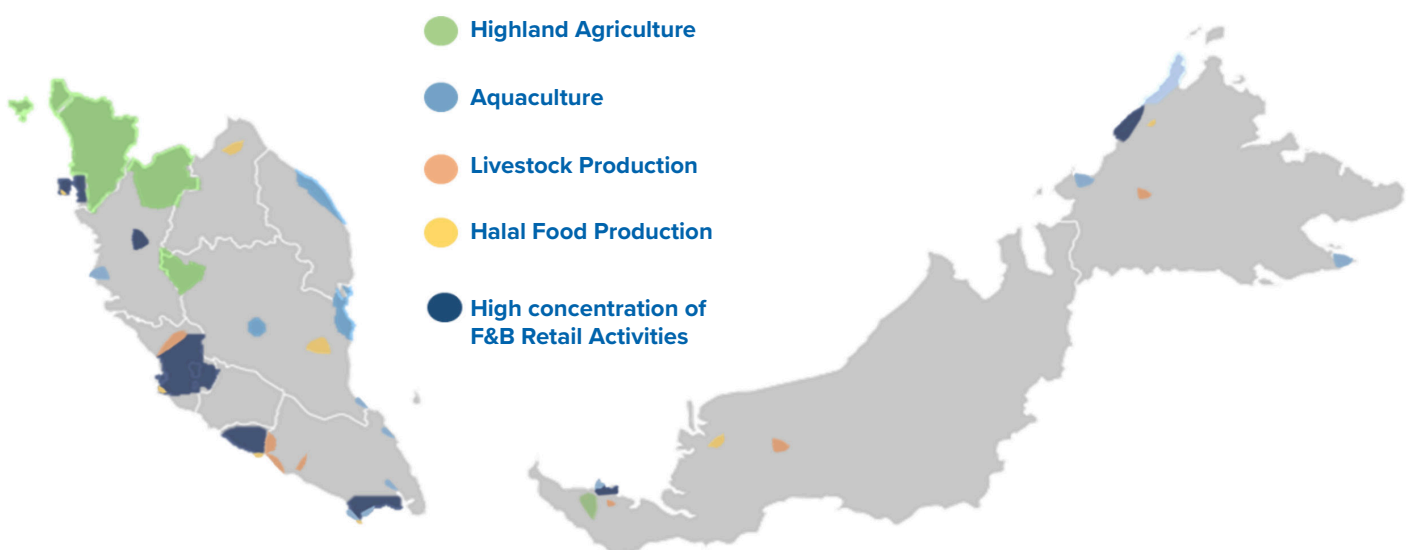 Highland Agriculture
Aquaculture
Livestock Production
Halal Food Production
High concentration of
F&B Retail Activities